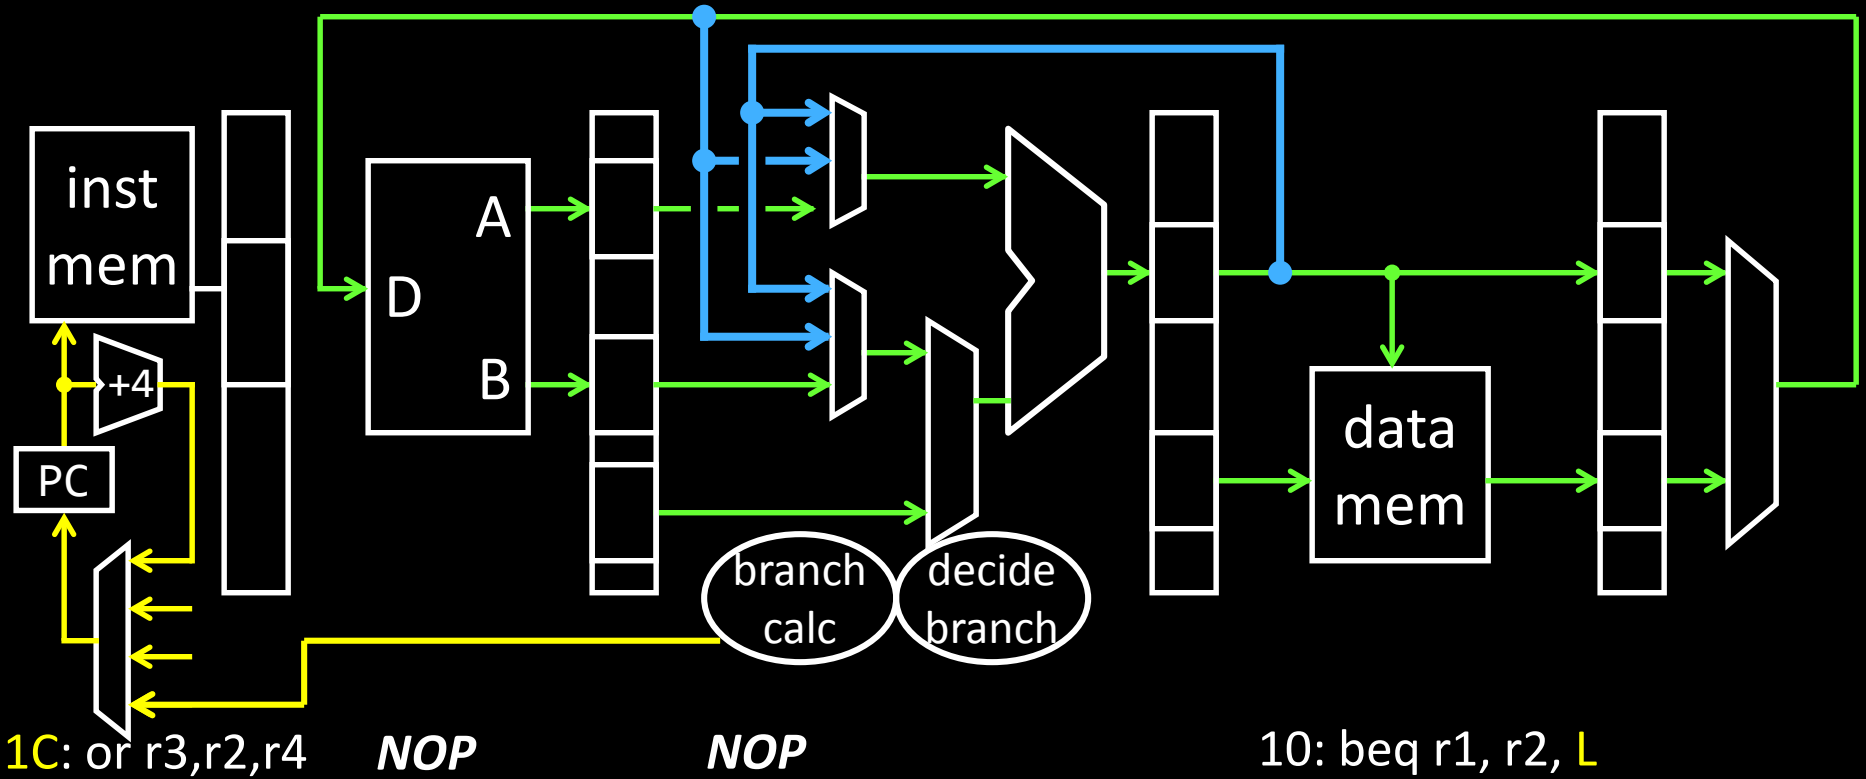 inst
mem
+4
PC
A
D
B
branch
calc
decide
branch
data
mem
1C: or r3,r2,r4
NOP
NOP
10: beq r1, r2, L